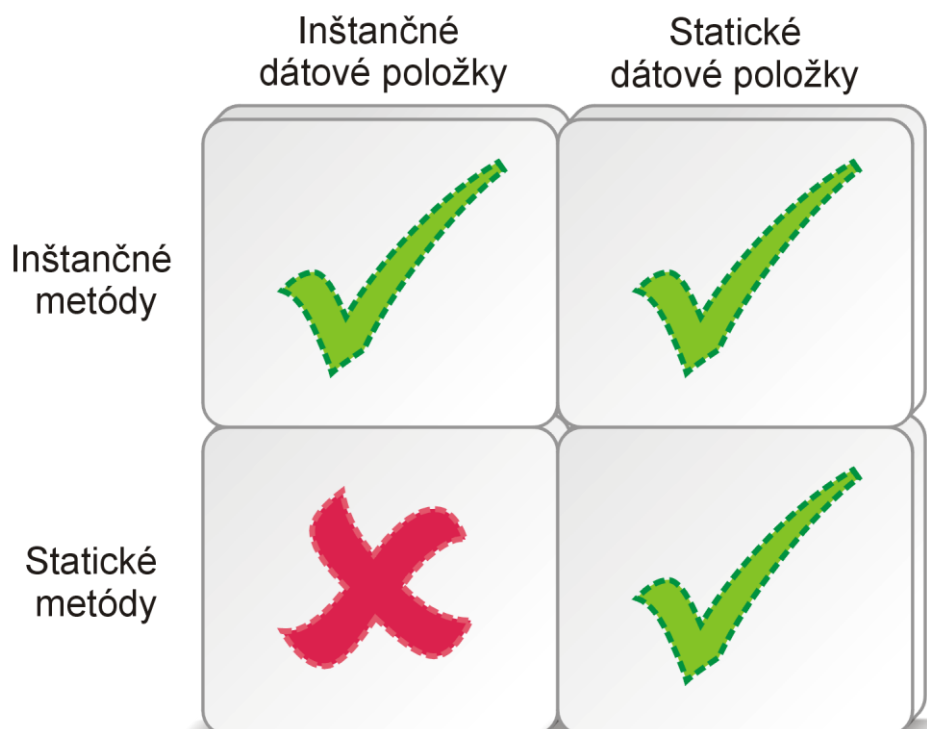 Inštančné
dátové položky
Statické
dátové položky
Inštančné
metódy
Statické
metódy